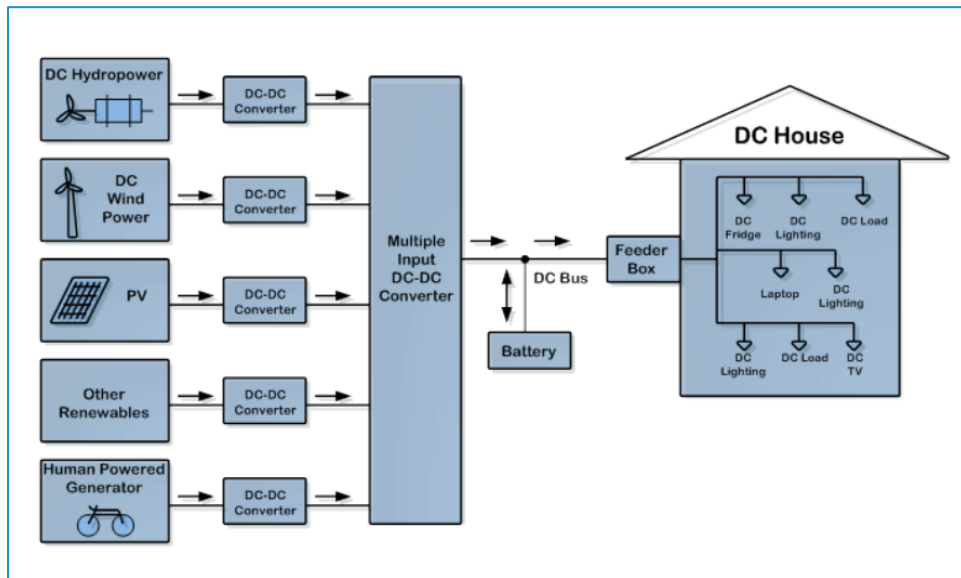 DC Hydropower
DC-DC
Converter
DC
Wind
Power
DC-DC
Converter
PV
DC-DC
Converter
Other
Renewables
DC-DC
Converter
Human Powered
Generator
DC-DC
Converter
Multiple
Input
DC-DC
Converter
DC Bus
Battery
Feeder
Box
DC House
DC
Fridge
DC
Lighting
DC Load
Laptop
DC
Lighting
DC
Lighting
DC Load
DC
TV